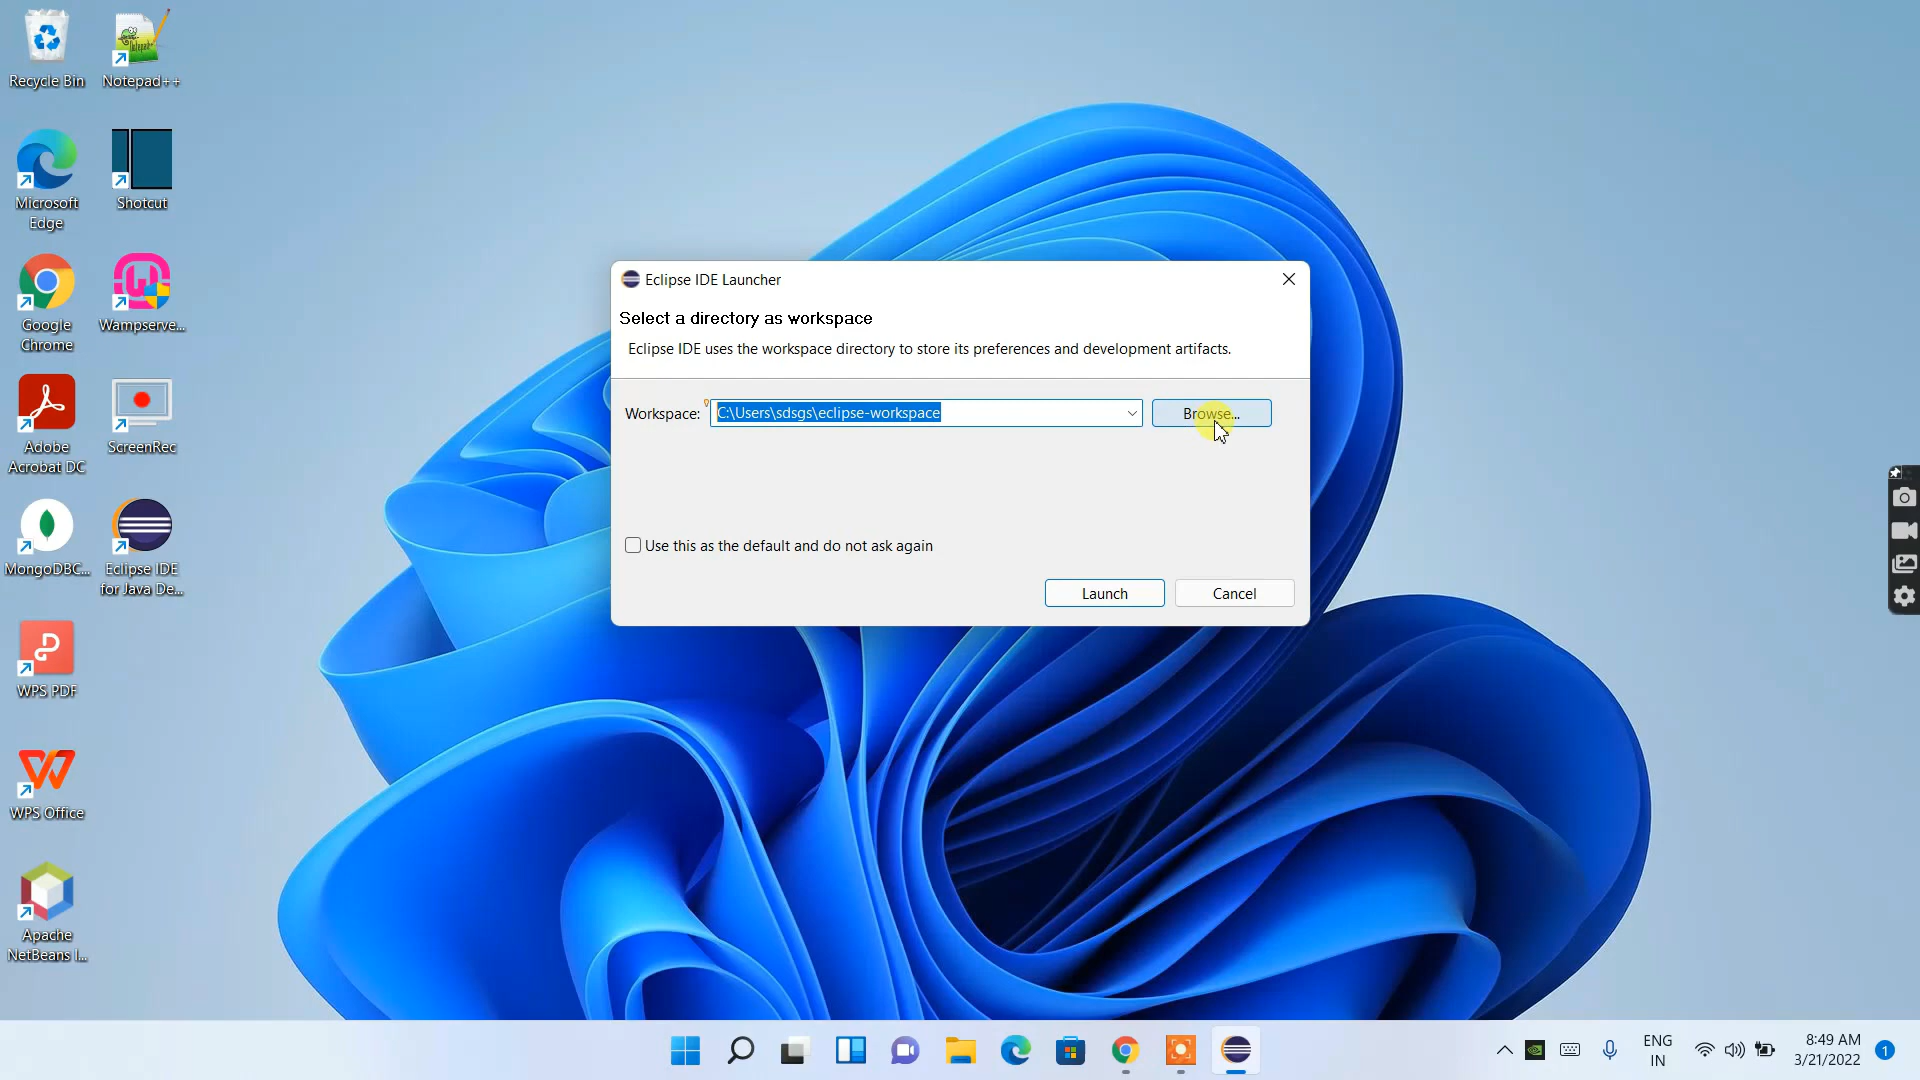 Recycle Bin
Notepad++
Microsoft
Edge
Shotcut
Google
Chrome
Wampserve...
Adobe
Acrobat DC
ScreenRec
MongoDBC...
Eclipse IDE
for Java De...
WPS PDF
WPS Office
Apache
NetBeans I...
Eclipse IDE Launcher
Select a directory as workspace
Eclipse IDE uses the workspace directory to store its preferences and development artifacts.
Workspace:
C:\Users\sdsgs\eclipse-workspace
Browse...
Use this as the default and do not ask again
Launch
Cancel
ENG
IN
8:49 AM
3/21/2022
1